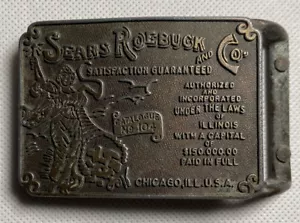 SEARS ROEBUCK AND CO.
SATISFACTION GUARANTEED
CATALOGUE
No 104
AUTHORIZED
AND
INCORPORATED
UNDER THE LAWS
OF
ILLINOIS
WITH A CAPITAL
OF
$150,000.00
PAID IN FULL
CHICAGO, ILL. U.S.A.